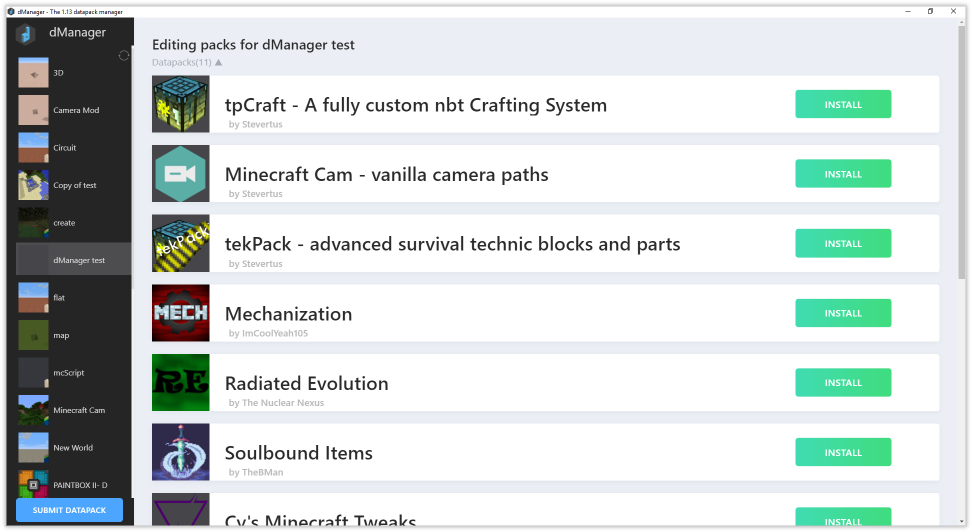 dManager - The 1.13 datapack manager
dManager
3D
Camera Mod
Circuit
Copy of test
create
dManager test
flat
map
mcScript
Minecraft Cam
New World
PAINTBOX II- D
SUBMIT DATAPACK
Editing packs for dManager test
Datapacks(11) ▲
tpCraft - A fully custom nbt Crafting System
by Stevertus
INSTALL
Minecraft Cam - vanilla camera paths
by Stevertus
INSTALL
tekPack
tekPack - advanced survival technic blocks and parts
by Stevertus
INSTALL
MECH
Mechanization
by ImCoolYeah105
INSTALL
RE
Radiated Evolution
by The Nuclear Nexus
INSTALL
Soulbound Items
by TheBMan
INSTALL
Cy's Minecraft Tweaks
INSTALL